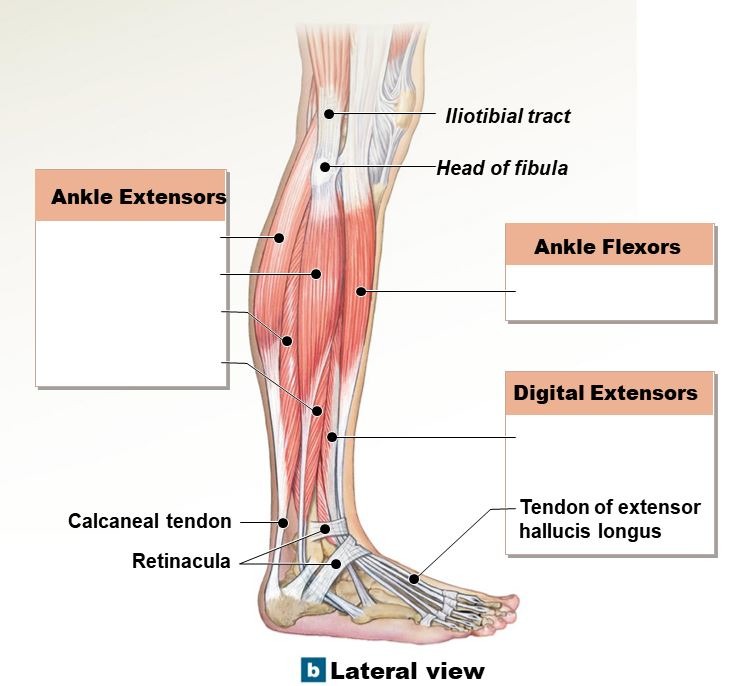 Iliotibial tract
Head of fibula
Ankle Extensors
Ankle Flexors
Digital Extensors
Tendon of extensor
hallucis longus
Calcaneal tendon
Retinacula
b Lateral view